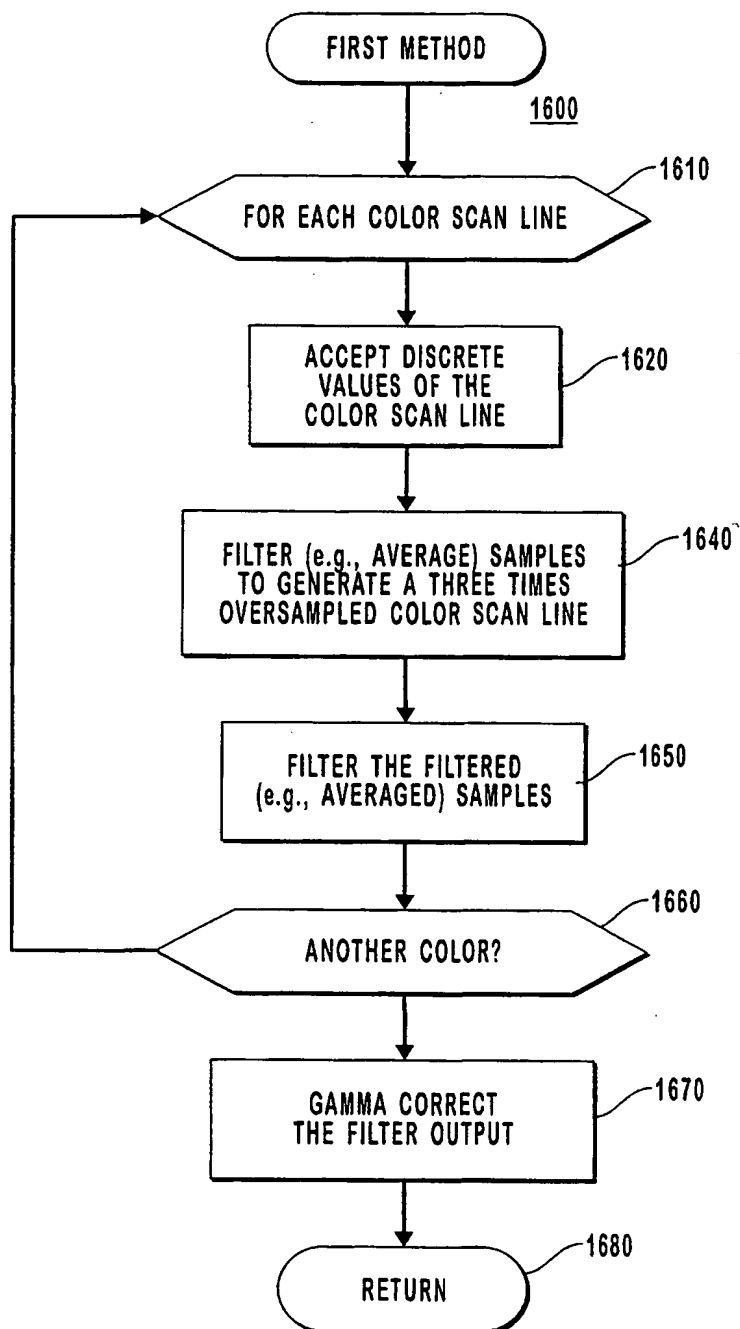 FIRST METHOD
1600
1610
FOR EACH COLOR SCAN LINE
ACCEPT DISCRETE
VALUES OF THE
COLOR SCAN LINE
1620
FILTER (e.g., AVERAGE) SAMPLES
TO GENERATE A THREE TIMES
OVERSAMPLED COLOR SCAN LINE
1640
FILTER THE FILTERED
(e.g., AVERAGED) SAMPLES
1650
1660
ANOTHER COLOR?
GAMMA CORRECT
THE FILTER OUTPUT
1670
1680
RETURN